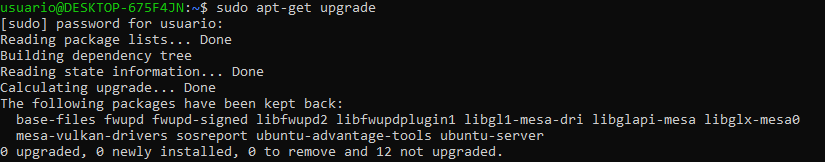 usuario@DESKTOP-675F4JN:~$ sudo apt-get upgrade
[sudo] password for usuario:
Reading package lists... Done
Building dependency tree
Reading state information... Done
Calculating upgrade... Done
The following packages have been kept back:
  base-files fwupd fwupd-signed libfwupd2 libfwupdplugin1 libgl1-mesa-dri libglapi-mesa libglx-mesa0
  mesa-vulkan-drivers sosreport ubuntu-advantage-tools ubuntu-server
0 upgraded, 0 newly installed, 0 to remove and 12 not upgraded.